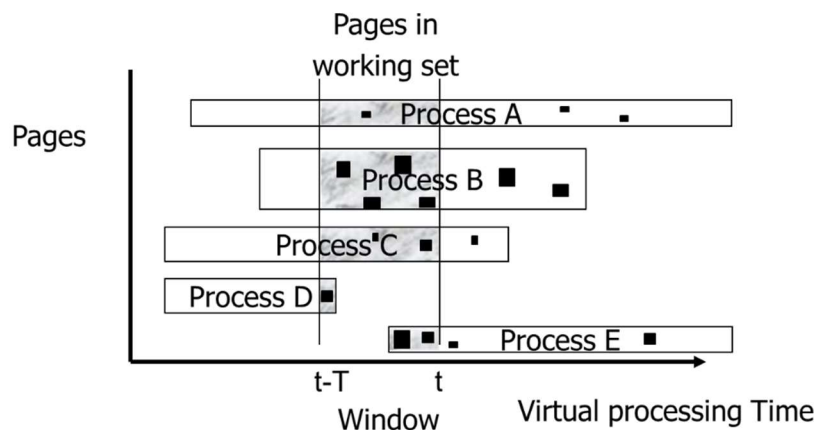 Pages in
working set
Pages
Process A
Process B
Process C
Process D
Process E
t-T
t
Window
Virtual processing Time